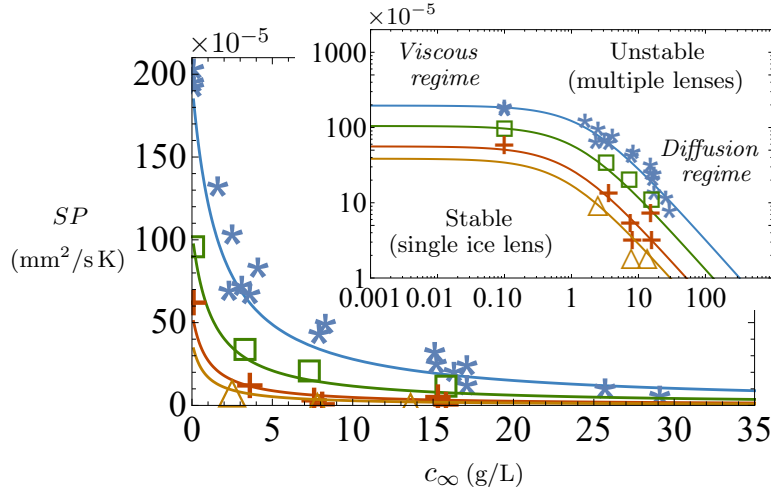 ×10⁻⁵
200
150
100
50
0
SP
(mm²/s K)
0 5 10 15 20 25 30 35
c∞ (g/L)
×10⁻⁵
1000
100
10
1
0.001 0.01 0.10 1 10 100
Viscous
regime
Unstable
(multiple lenses)
Diffusion
regime
Stable
(single ice lens)